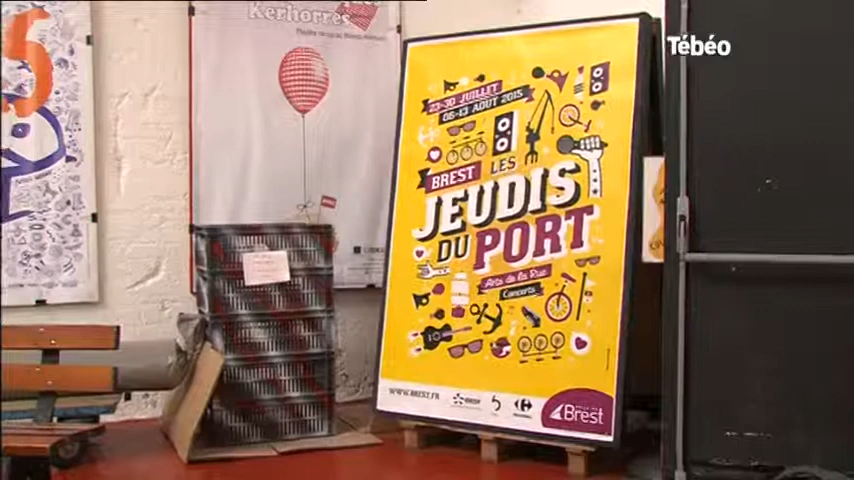 Tébéo
Kerhorres
23-30 JUILLET
06-13 AOUT 2015
BREST LES
JEUDIS
DU PORT
Arts de la Rue
Concerts
WWW.BREST.FR
Brest
5